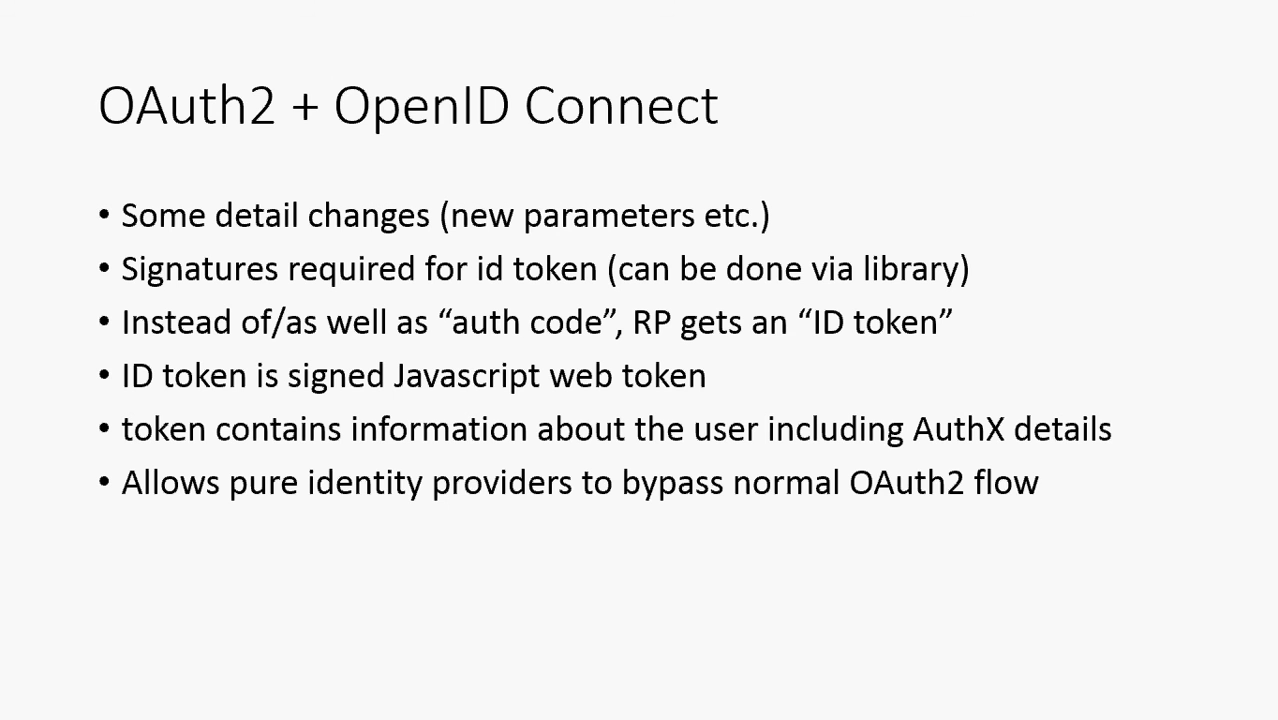 OAuth2 + OpenID Connect
• Some detail changes (new parameters etc.)
• Signatures required for id token (can be done via library)
• Instead of/as well as “auth code”, RP gets an “ID token”
• ID token is signed Javascript web token
• token contains information about the user including AuthX details
• Allows pure identity providers to bypass normal OAuth2 flow